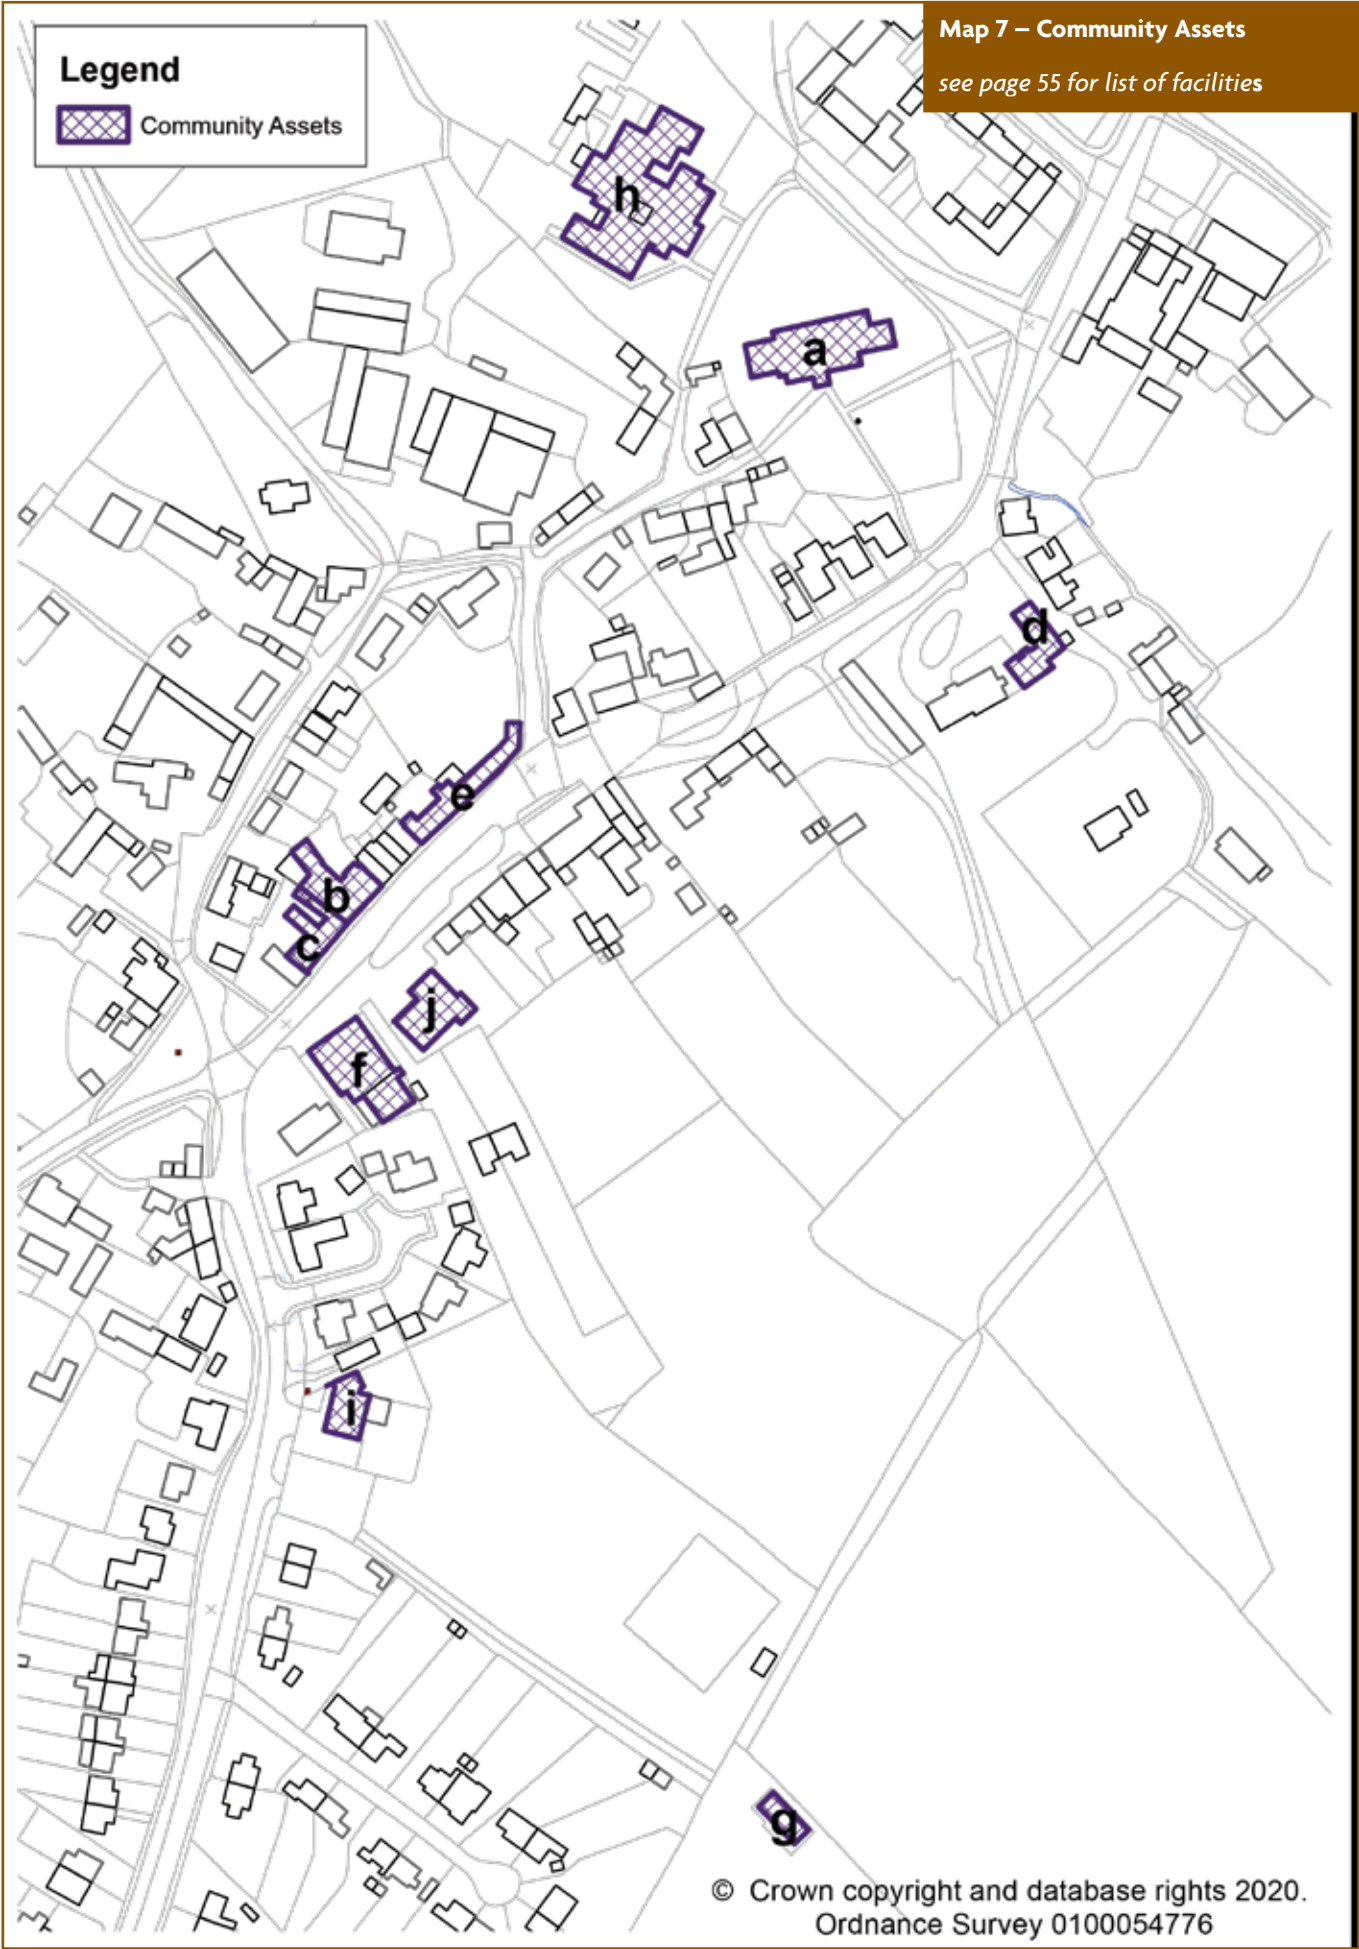 Map 7 – Community Assets
see page 55 for list of facilities
Legend
Community Assets
h
a
d
e
b
c
j
f
i
g
© Crown copyright and database rights 2020.
Ordnance Survey 0100054776